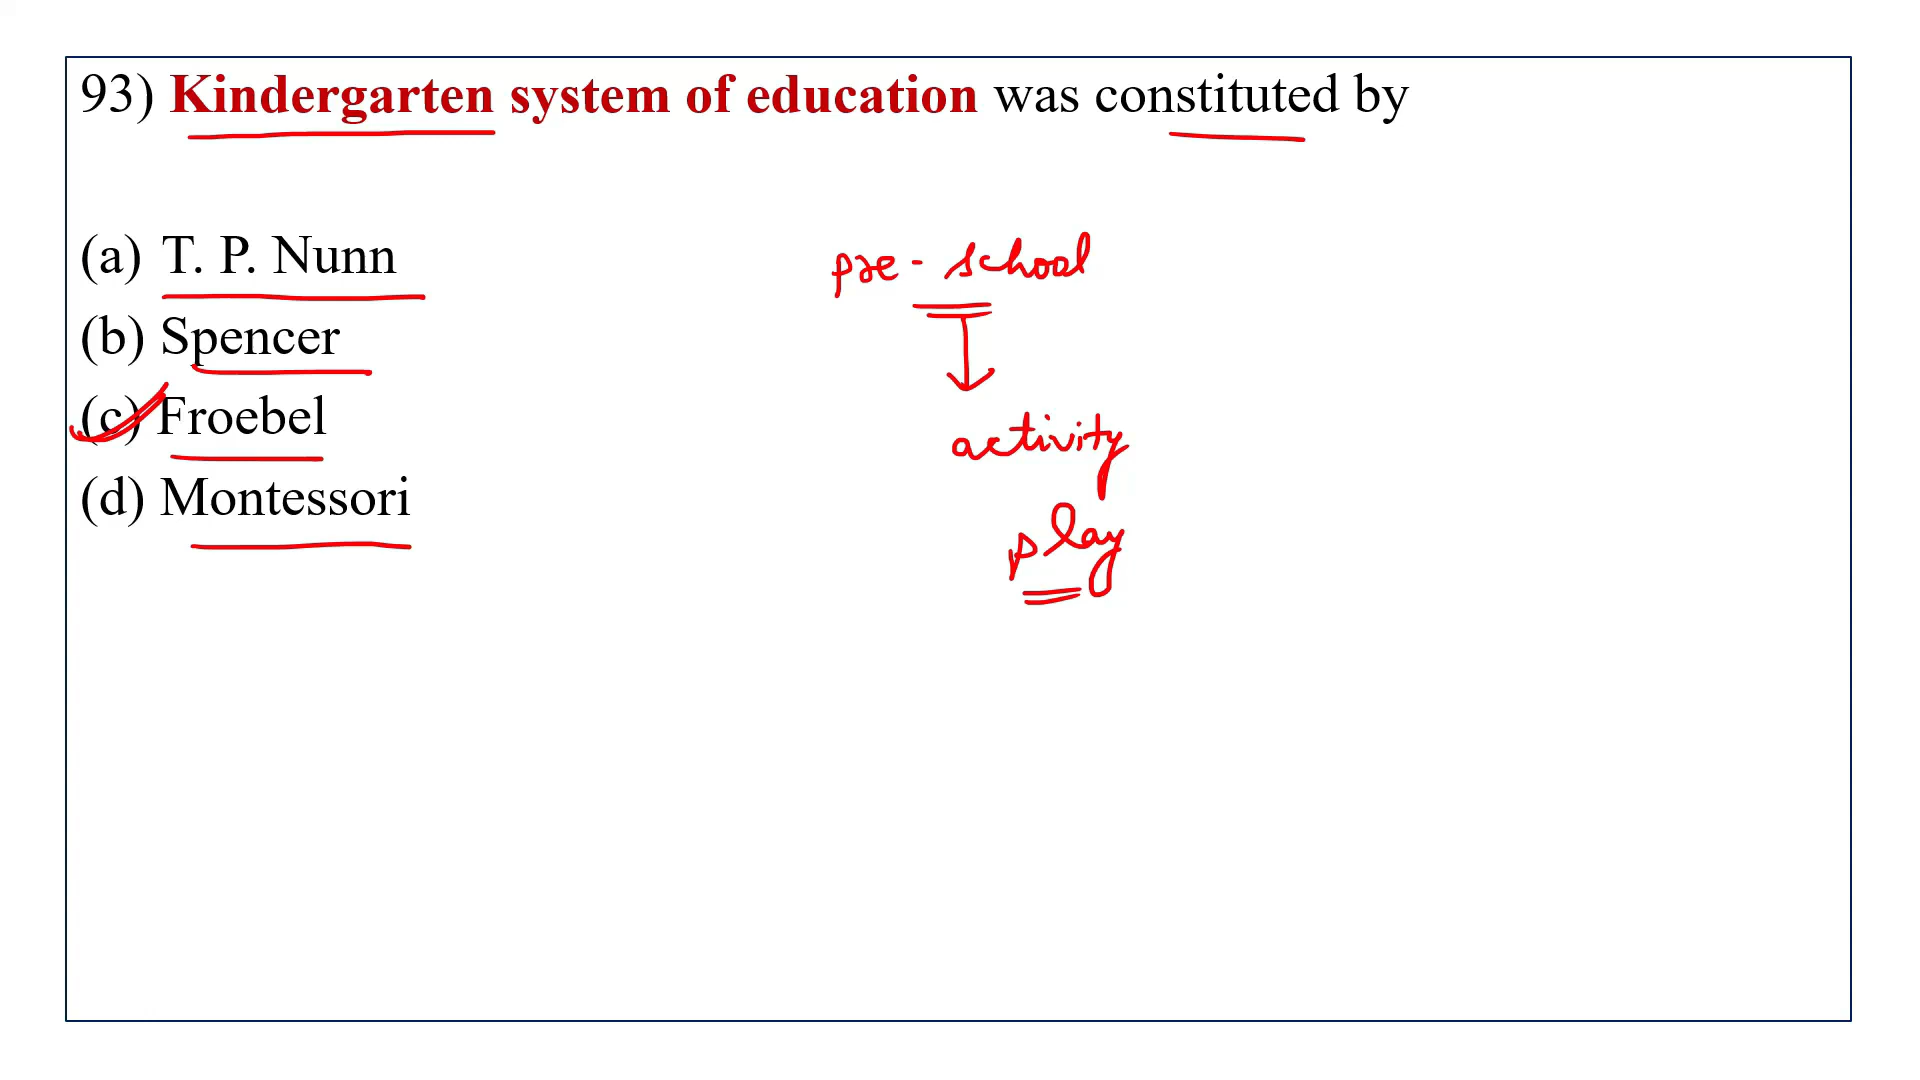 93) Kindergarten system of education was constituted by
(a) T. P. Nunn
(b) Spencer
(c) Froebel
(d) Montessori
pre-school
activity
play